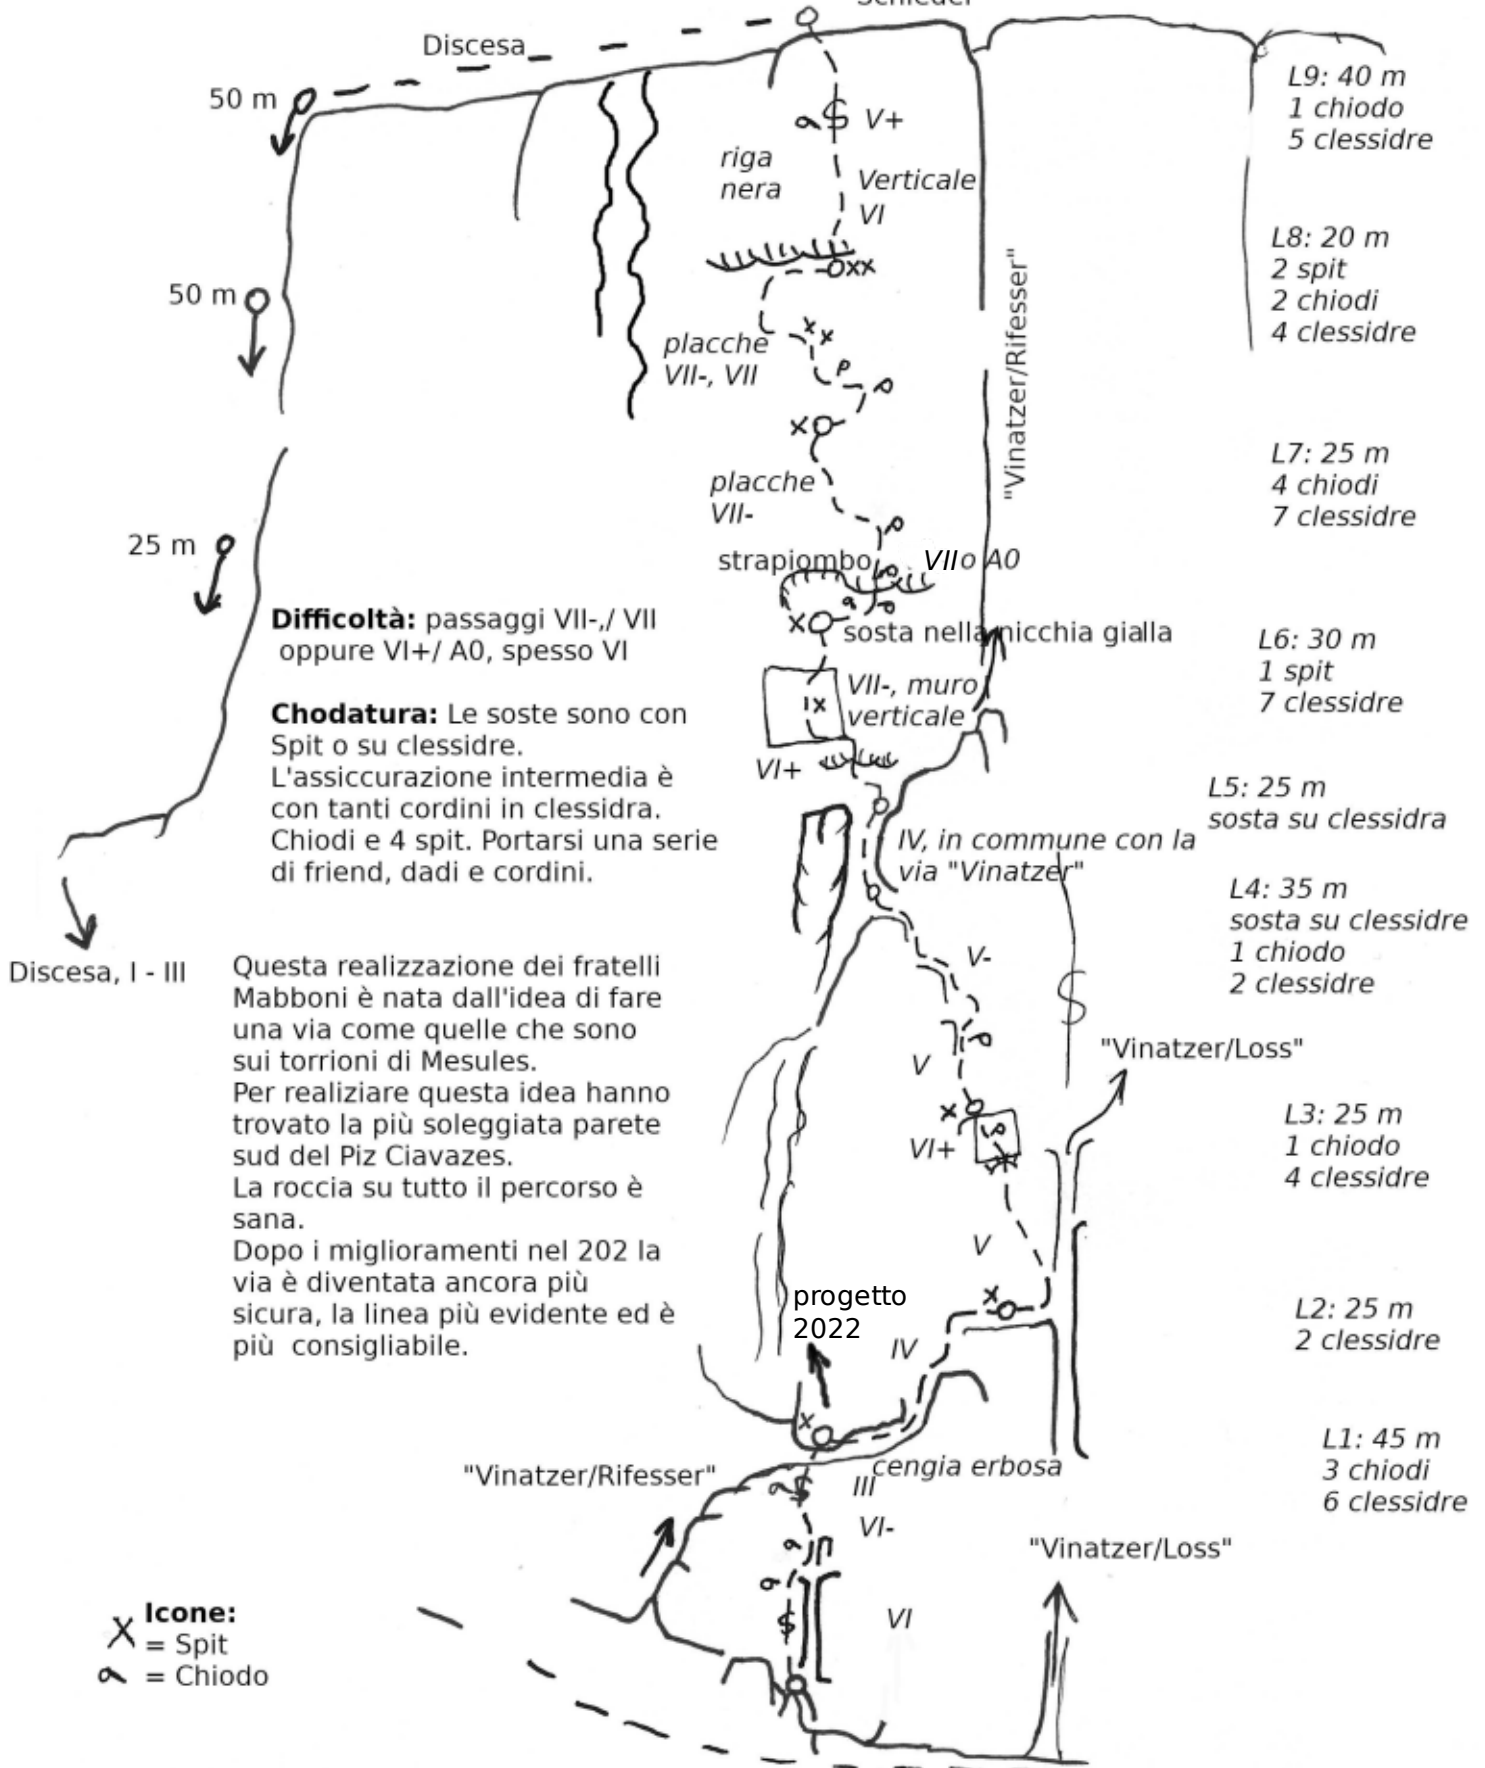 Discesa
50 m
V+
riga
nera
Verticale
VI
50 m
xx
placche
VII-, VII
"Vinatzer/Rifesser"
x
placche
VII-
25 m
strapiombo
VII o A0
x
sosta nella nicchia gialla
VII-, muro
verticale
x
VI+
Difficoltà: passaggi VII-,/ VII
oppure VI+/ A0, spesso VI
Chodatura: Le soste sono con
Spit o su clessidre.
L'assiccurazione intermedia è
con tanti cordini in clessidra.
Chiodi e 4 spit. Portarsi una serie
di friend, dadi e cordini.
IV, in commune con la
via "Vinatzer"
Discesa, I - III
Questa realizzazione dei fratelli
Mabboni è nata dall'idea di fare
una via come quelle che sono
sui torrioni di Mesules.
Per realiziare questa idea hanno
trovato la più soleggiata parete
sud del Piz Ciavazes.
La roccia su tutto il percorso è
sana.
Dopo i miglioramenti nel 202 la
via è diventata ancora più
sicura, la linea più evidente ed è
più consigliabile.
V-
V
"Vinatzer/Loss"
x
VI+
V
x
progetto
2022
IV
x
"Vinatzer/Rifesser"
cengia erbosa
III
VI-
"Vinatzer/Loss"
VI
L9: 40 m
1 chiodo
5 clessidre
L8: 20 m
2 spit
2 chiodi
4 clessidre
L7: 25 m
4 chiodi
7 clessidre
L6: 30 m
1 spit
7 clessidre
L5: 25 m
sosta su clessidra
L4: 35 m
sosta su clessidre
1 chiodo
2 clessidre
L3: 25 m
1 chiodo
4 clessidre
L2: 25 m
2 clessidre
L1: 45 m
3 chiodi
6 clessidre
Icone:
X = Spit
= Chiodo